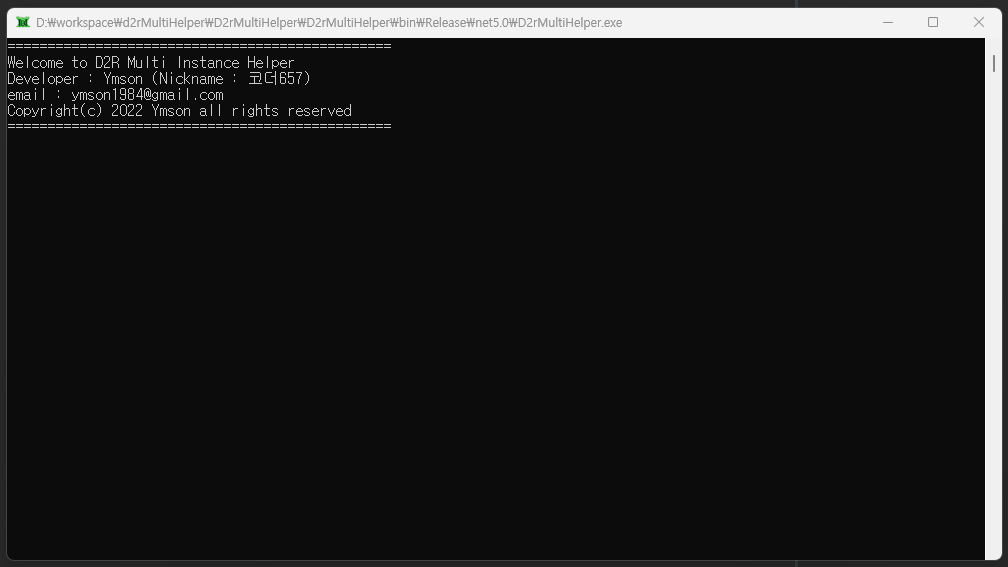 D:₩workspace₩d2rMultiHelper₩D2rMultiHelper₩D2rMultiHelper₩bin₩Release₩net5.0₩D2rMultiHelper.exe
================================================
Welcome to D2R Multi Instance Helper
Developer : Ymson (Nickname : 코더657)
email : ymson1984@gmail.com
Copyright(c) 2022 Ymson all rights reserved
================================================